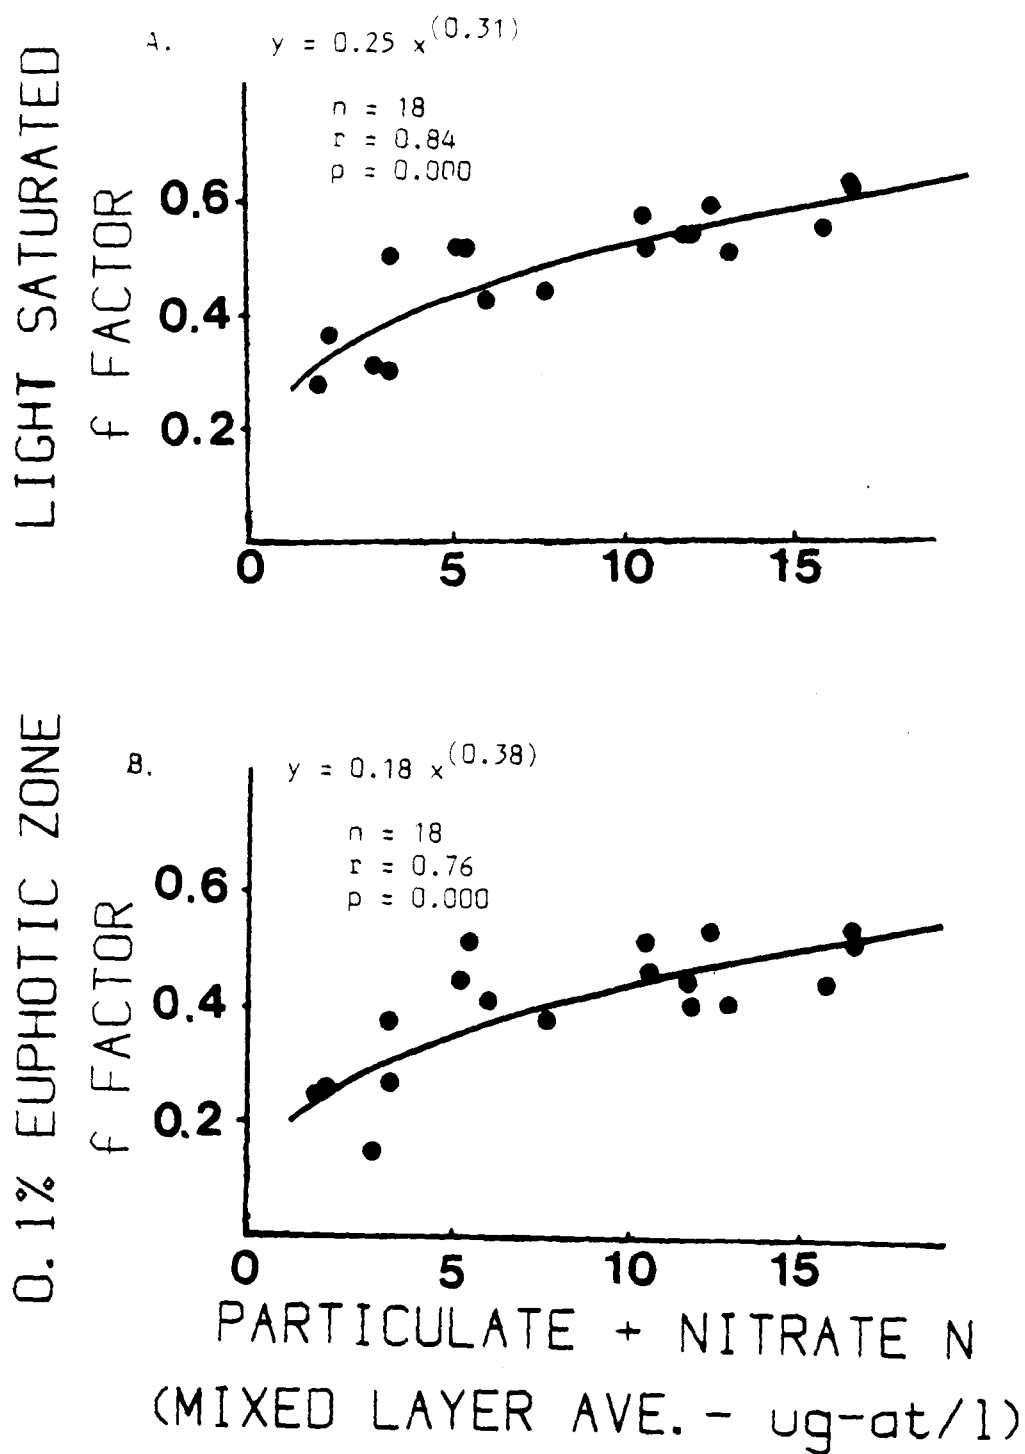 A.
y = 0.25 x(0.31)
n = 18
r = 0.84
p = 0.000
LIGHT SATURATED
f FACTOR
0.6
0.4
0.2
0 5 10 15
B.
y = 0.18 x(0.38)
n = 18
r = 0.76
p = 0.000
0.1% EUPHOTIC ZONE
f FACTOR
0.6
0.4
0.2
0 5 10 15
PARTICULATE + NITRATE N
(MIXED LAYER AVE. - ug-at/l)